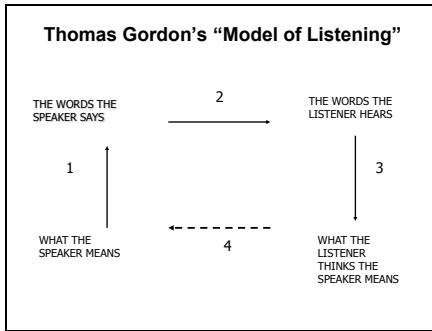 Thomas Gordon’s “Model of Listening”
2
THE WORDS THE
SPEAKER SAYS
THE WORDS THE
LISTENER HEARS
1
3
WHAT THE
SPEAKER MEANS
4
WHAT THE
LISTENER
THINKS THE
SPEAKER MEANS